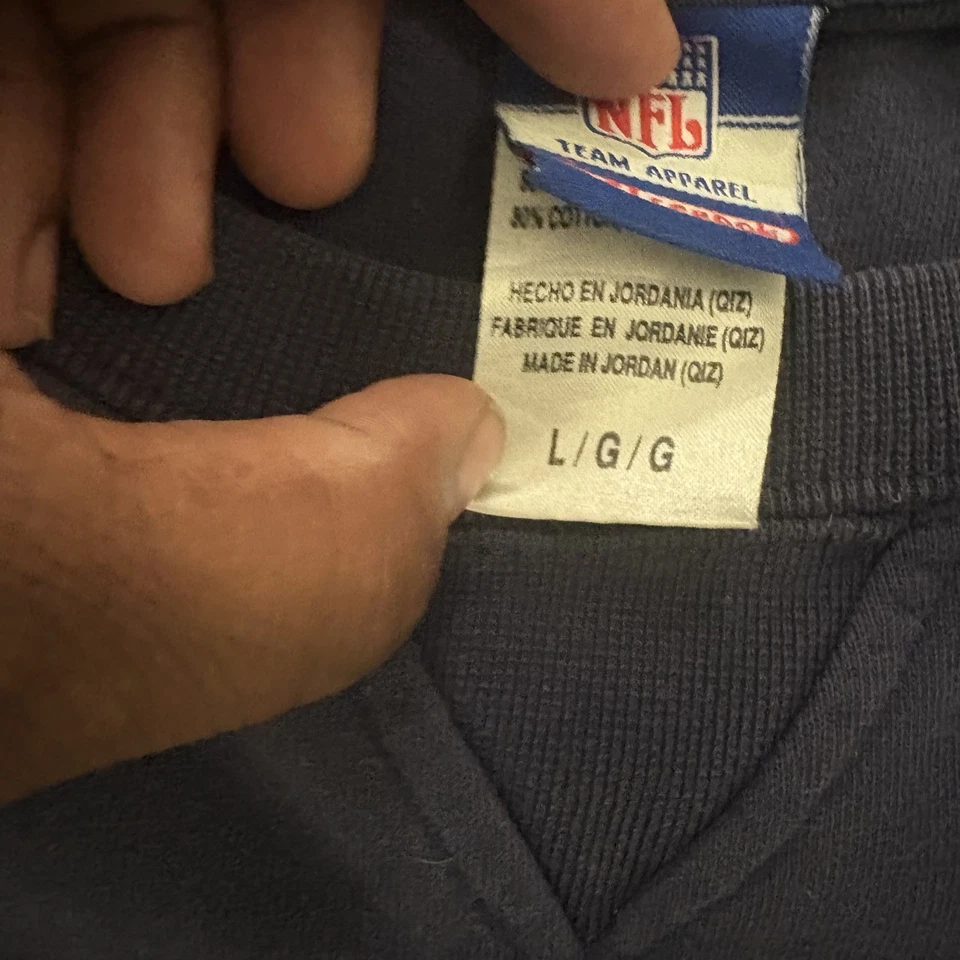 NFL
TEAM APPAREL
80% COTTON
HECHO EN JORDANIA (QIZ)
FABRIQUE EN JORDANIE (QIZ)
MADE IN JORDAN (QIZ)
L/G/G